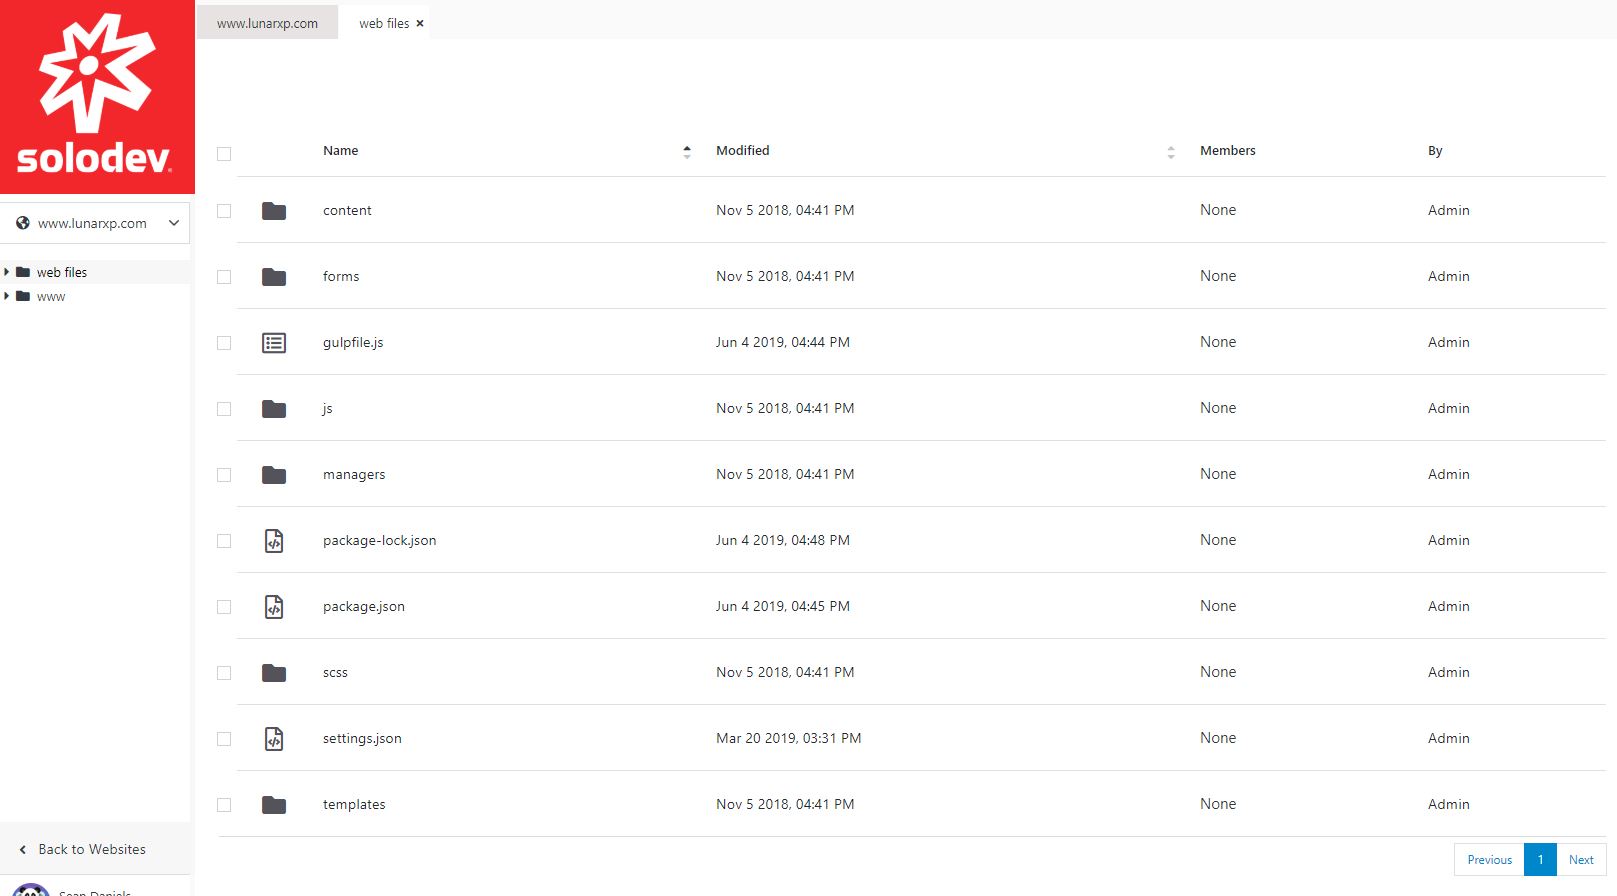 www.lunarxp.com web files ×
solodev
www.lunarxp.com
web files
www
Name Modified Members By
content Nov 5 2018, 04:41 PM None Admin
forms Nov 5 2018, 04:41 PM None Admin
gulpfile.js Jun 4 2019, 04:44 PM None Admin
js Nov 5 2018, 04:41 PM None Admin
managers Nov 5 2018, 04:41 PM None Admin
package-lock.json Jun 4 2019, 04:48 PM None Admin
package.json Jun 4 2019, 04:45 PM None Admin
scss Nov 5 2018, 04:41 PM None Admin
settings.json Mar 20 2019, 03:31 PM None Admin
templates Nov 5 2018, 04:41 PM None Admin
Back to Websites
Previous 1 Next
Sean Daniels